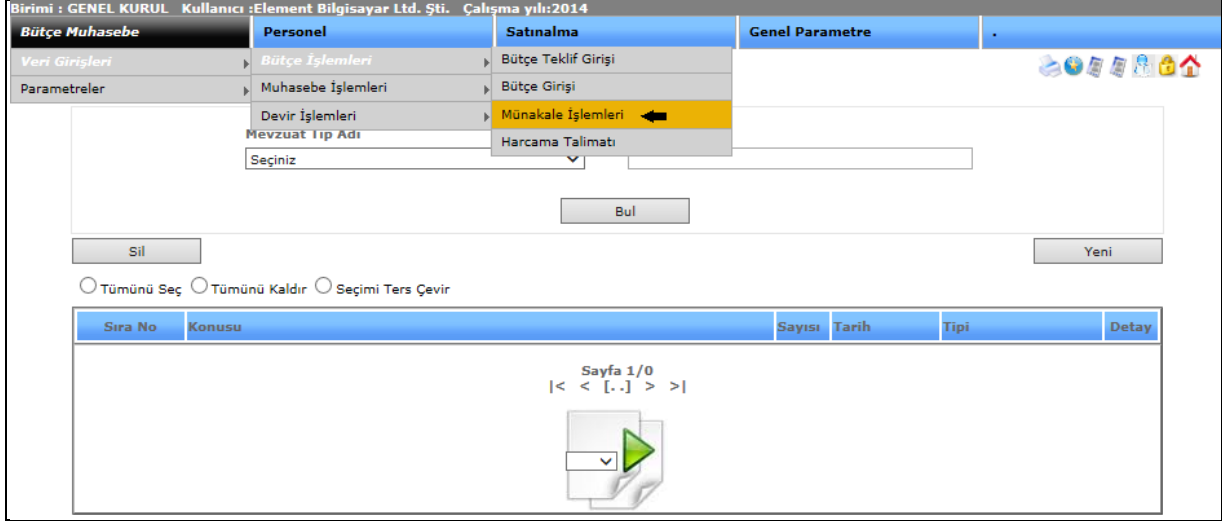 Birimi : GENEL KURUL Kullanıcı :Element Bilgisayar Ltd. Şti. Çalışma yılı:2014
Bütçe Muhasebe Personel Satınalma Genel Parametre .
Veri Girişleri Bütçe İşlemleri Bütçe Teklif Girişi
Parametreler Muhasebe İşlemleri Bütçe Girişi
Devir İşlemleri Münakale İşlemleri
Mevzuat Tip Adı
Harcama Talimatı
Seçiniz
Bul
Sil Yeni
Tümünü Seç Tümünü Kaldır Seçimi Ters Çevir
Sıra No Konusu Sayısı Tarih Tipi Detay
Sayfa 1/0
|< < [..] > >|